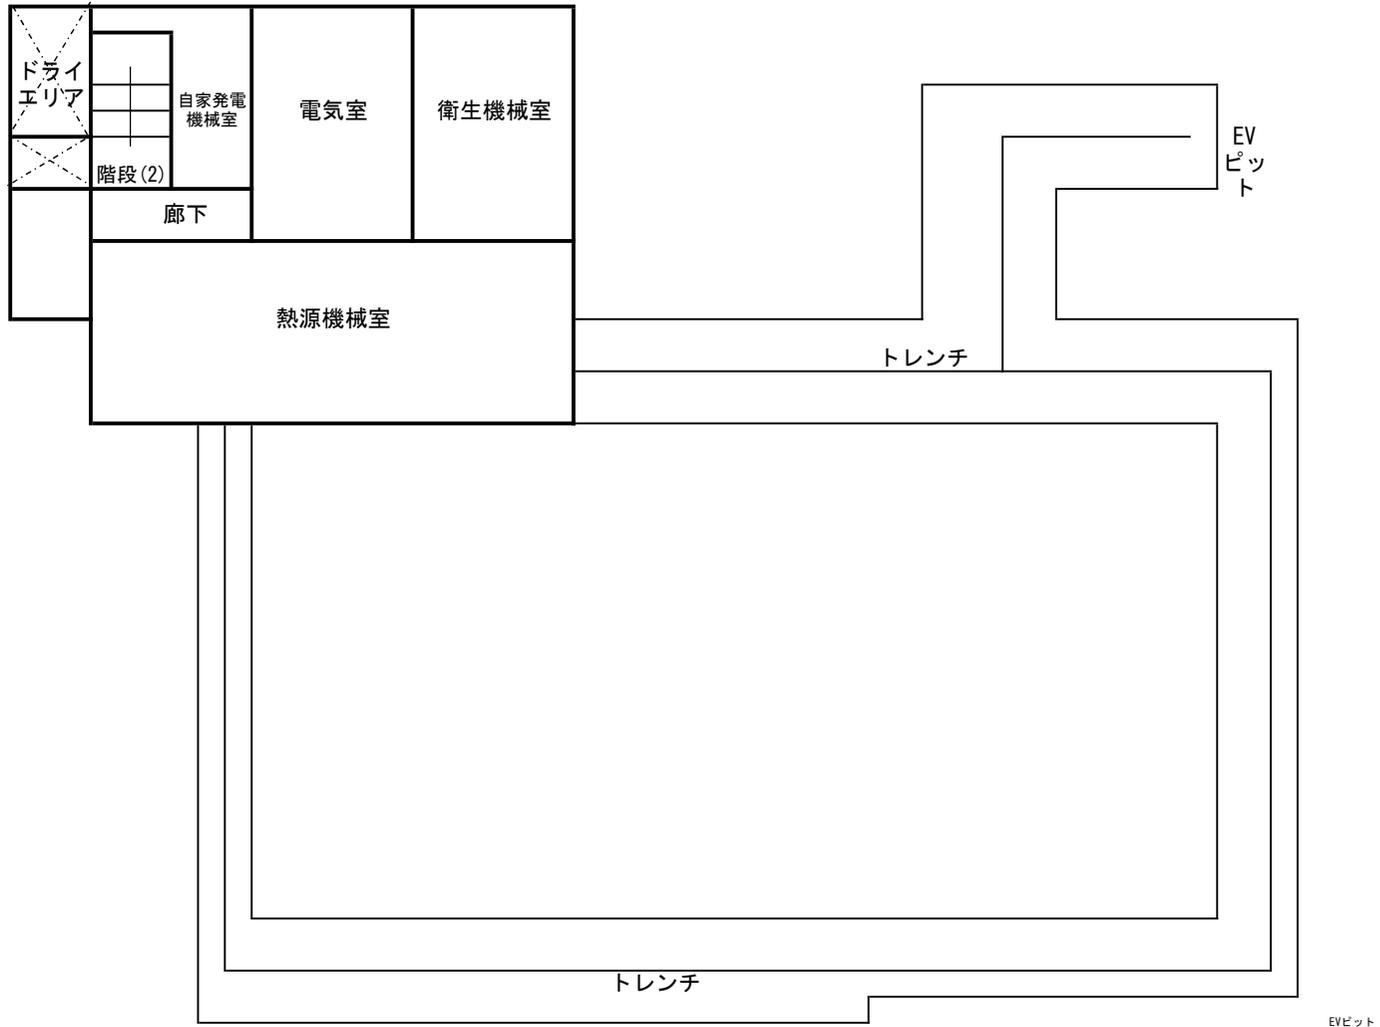 ドライ
エリア
自家発電
機械室
電気室
衛生機械室
階段(2)
廊下
熱源機械室
EV
ピッ
ト
トレンチ
トレンチ
EVピット